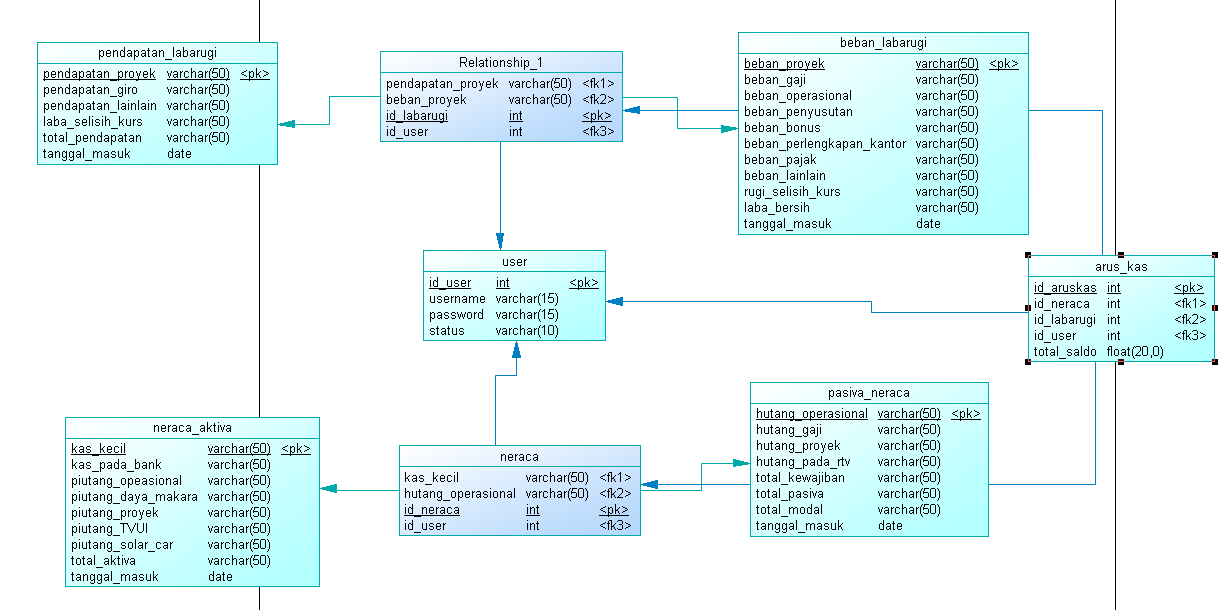 pendapatan_labarugi
pendapatan_proyek varchar(50) <pk>
pendapatan_giro varchar(50)
pendapatan_lainlain varchar(50)
laba_selisih_kurs varchar(50)
total_pendapatan varchar(50)
tanggal_masuk date
Relationship_1
pendapatan_proyek varchar(50) <fk1>
beban_proyek varchar(50) <fk2>
id_labarugi int <pk>
id_user int <fk3>
beban_labarugi
beban_proyek varchar(50) <pk>
beban_gaji varchar(50)
beban_operasional varchar(50)
beban_penyusutan varchar(50)
beban_bonus varchar(50)
beban_perlengkapan_kantor varchar(50)
beban_pajak varchar(50)
beban_lainlain varchar(50)
rugi_selisih_kurs varchar(50)
laba_bersih varchar(50)
tanggal_masuk date
user
id_user int <pk>
username varchar(15)
password varchar(15)
status varchar(10)
arus_kas
id_aruskas int <pk>
id_neraca int <fk1>
id_labarugi int <fk2>
id_user int <fk3>
total_saldo float(20,0)
neraca_aktiva
kas_kecil varchar(50) <pk>
kas_pada_bank varchar(50)
piutang_opeasional varchar(50)
piutang_daya_makara varchar(50)
piutang_proyek varchar(50)
piutang_TVUI varchar(50)
piutang_solar_car varchar(50)
total_aktiva varchar(50)
tanggal_masuk date
neraca
kas_kecil varchar(50) <fk1>
hutang_operasional varchar(50) <fk2>
id_neraca int <pk>
id_user int <fk3>
pasiva_neraca
hutang_operasional varchar(50) <pk>
hutang_gaji varchar(50)
hutang_proyek varchar(50)
hutang_pada_rtv varchar(50)
total_kewajiban varchar(50)
total_pasiva varchar(50)
total_modal varchar(50)
tanggal_masuk date